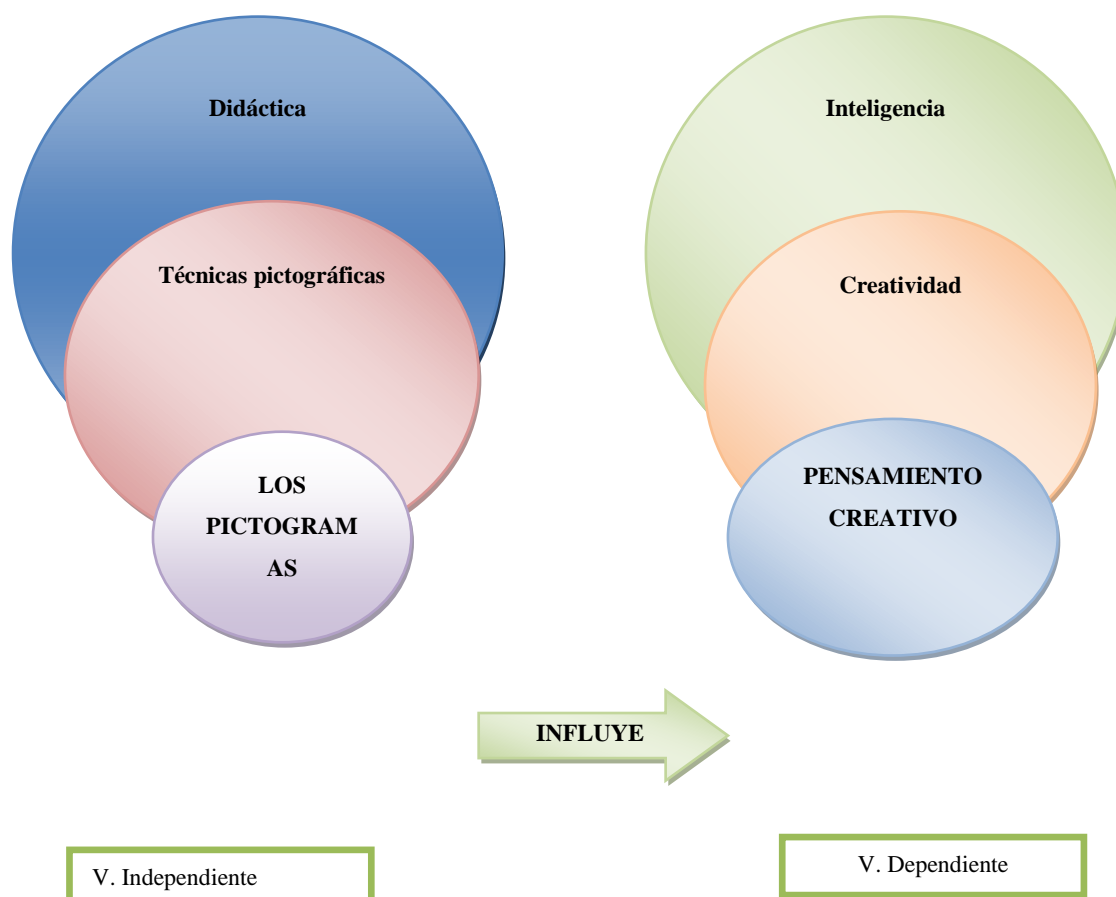 Didáctica
Técnicas pictográficas
LOS
PICTOGRAM
AS
Inteligencia
Creatividad
PENSAMIENTO
CREATIVO
INFLUYE
V. Independiente
V. Dependiente